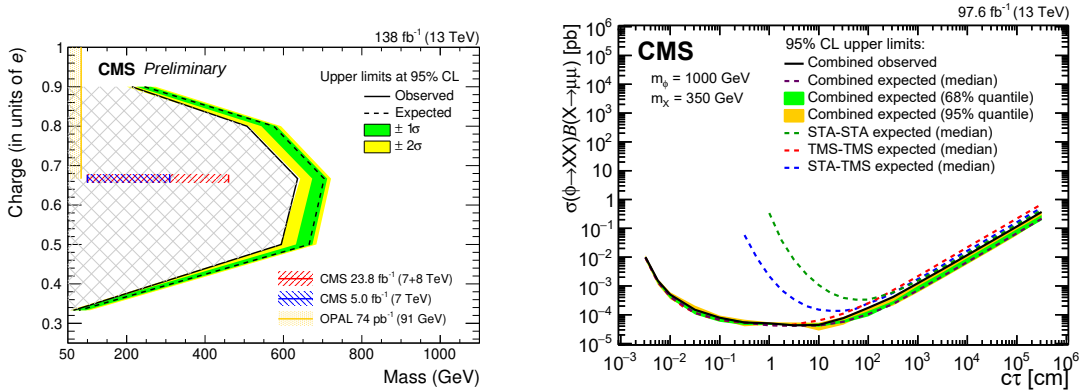 138 fb⁻¹ (13 TeV)
CMS Preliminary
Upper limits at 95% CL
Observed
Expected
± 1σ
± 2σ
CMS 23.8 fb⁻¹ (7+8 TeV)
CMS 5.0 fb⁻¹ (7 TeV)
OPAL 74 pb⁻¹ (91 GeV)
Charge (in units of e)
1
0.9
0.8
0.7
0.6
0.5
0.4
0.3
50 200 400 600 800 1000
Mass (GeV)
97.6 fb⁻¹ (13 TeV)
CMS
m_ϕ = 1000 GeV
m_X = 350 GeV
95% CL upper limits:
Combined observed
Combined expected (median)
Combined expected (68% quantile)
Combined expected (95% quantile)
STA-STA expected (median)
TMS-TMS expected (median)
STA-TMS expected (median)
σ(ϕ→XX)B(X→μμ) [pb]
10⁶
10⁵
10⁴
10³
10²
10
1
10⁻¹
10⁻²
10⁻³
10⁻⁴
10⁻⁵
10⁻³ 10⁻² 10⁻¹ 1 10 10² 10³ 10⁴ 10⁵ 10⁶
cτ [cm]